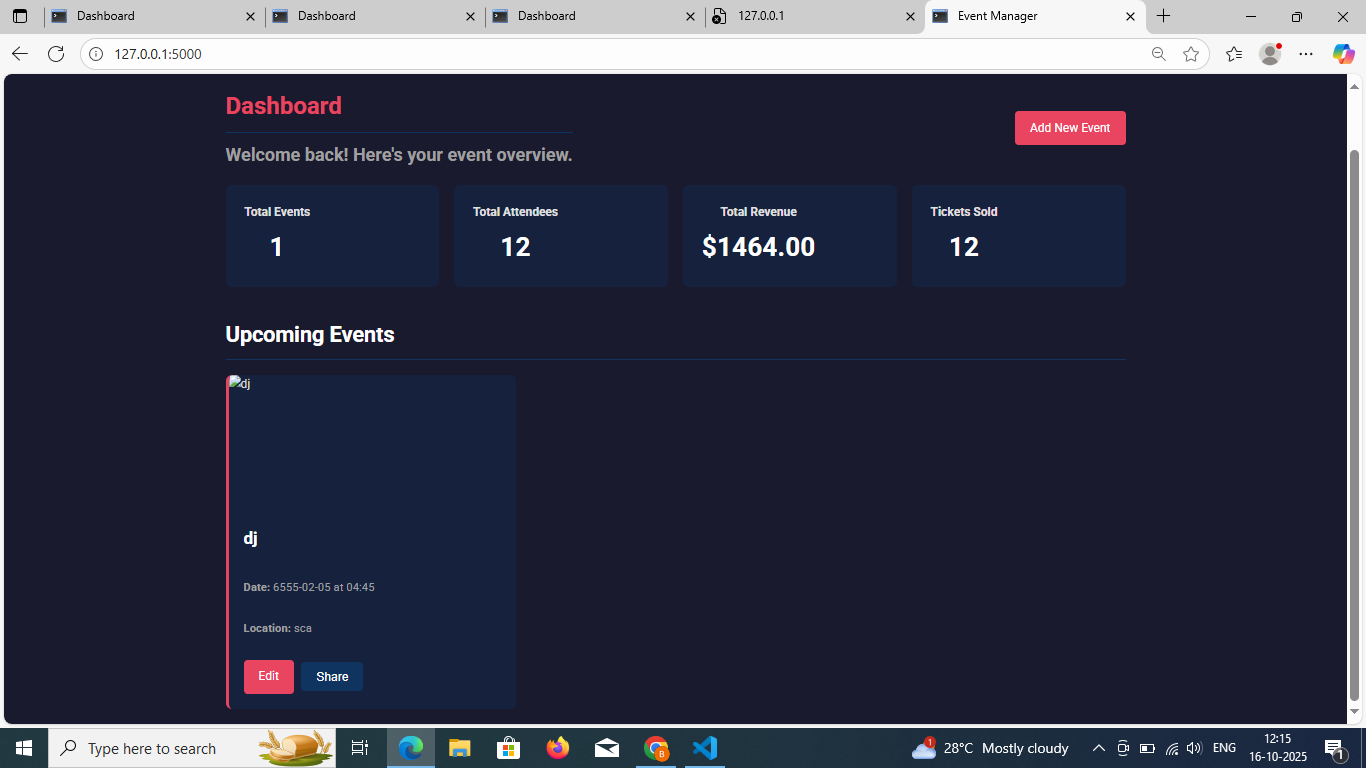 Dashboard
Dashboard
Dashboard
127.0.0.1
Event Manager
127.0.0.1:5000
Dashboard
Add New Event
Welcome back! Here's your event overview.
Total Events
Total Attendees
Total Revenue
Tickets Sold
1
12
$1464.00
12
Upcoming Events
dj
dj
Date: 6555-02-05 at 04:45
Location: sca
Edit
Share
Type here to search
B
1
28°C Mostly cloudy
ENG
12:15
16-10-2025
1